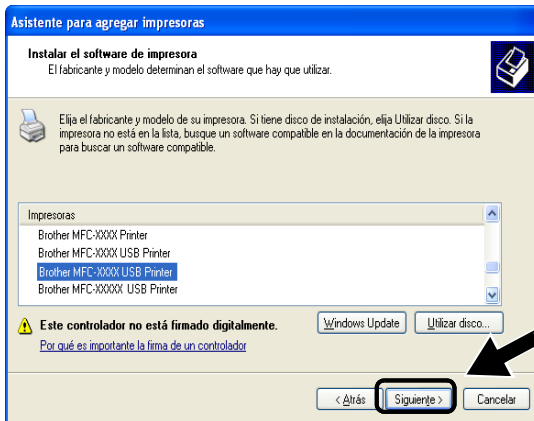 Asistente para agregar impresoras
Instalar el software de impresora
El fabricante y modelo determinan el software que hay que utilizar.
Elija el fabricante y modelo de su impresora. Si tiene disco de instalación, elija Utilizar disco. Si la
impresora no está en la lista, busque un software compatible en la documentación de la impresora
para buscar un software compatible.
Impresoras
Brother MFC-XXXX Printer
Brother MFC-XXXX USB Printer
Brother MFC-XXXX USB Printer
Brother MFC-XXXXX USB Printer
Este controlador no está firmado digitalmente.
Por qué es importante la firma de un controlador
Windows Update
Utilizar disco...
< Atrás
Siguiente >
Cancelar